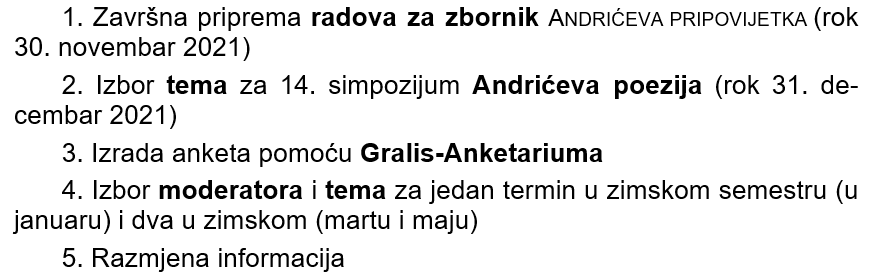 1. Završna priprema radova za zbornik ANDRIĆEVA PRIPOVIJETKA (rok
30. novembar 2021)
2. Izbor tema za 14. simpozijum Andrićeva poezija (rok 31. de-
cembar 2021)
3. Izrada anketa pomoću Gralis-Anketariuma
4. Izbor moderatora i tema za jedan termin u zimskom semestru (u
januaru) i dva u zimskom (martu i maju)
5. Razmjena informacija